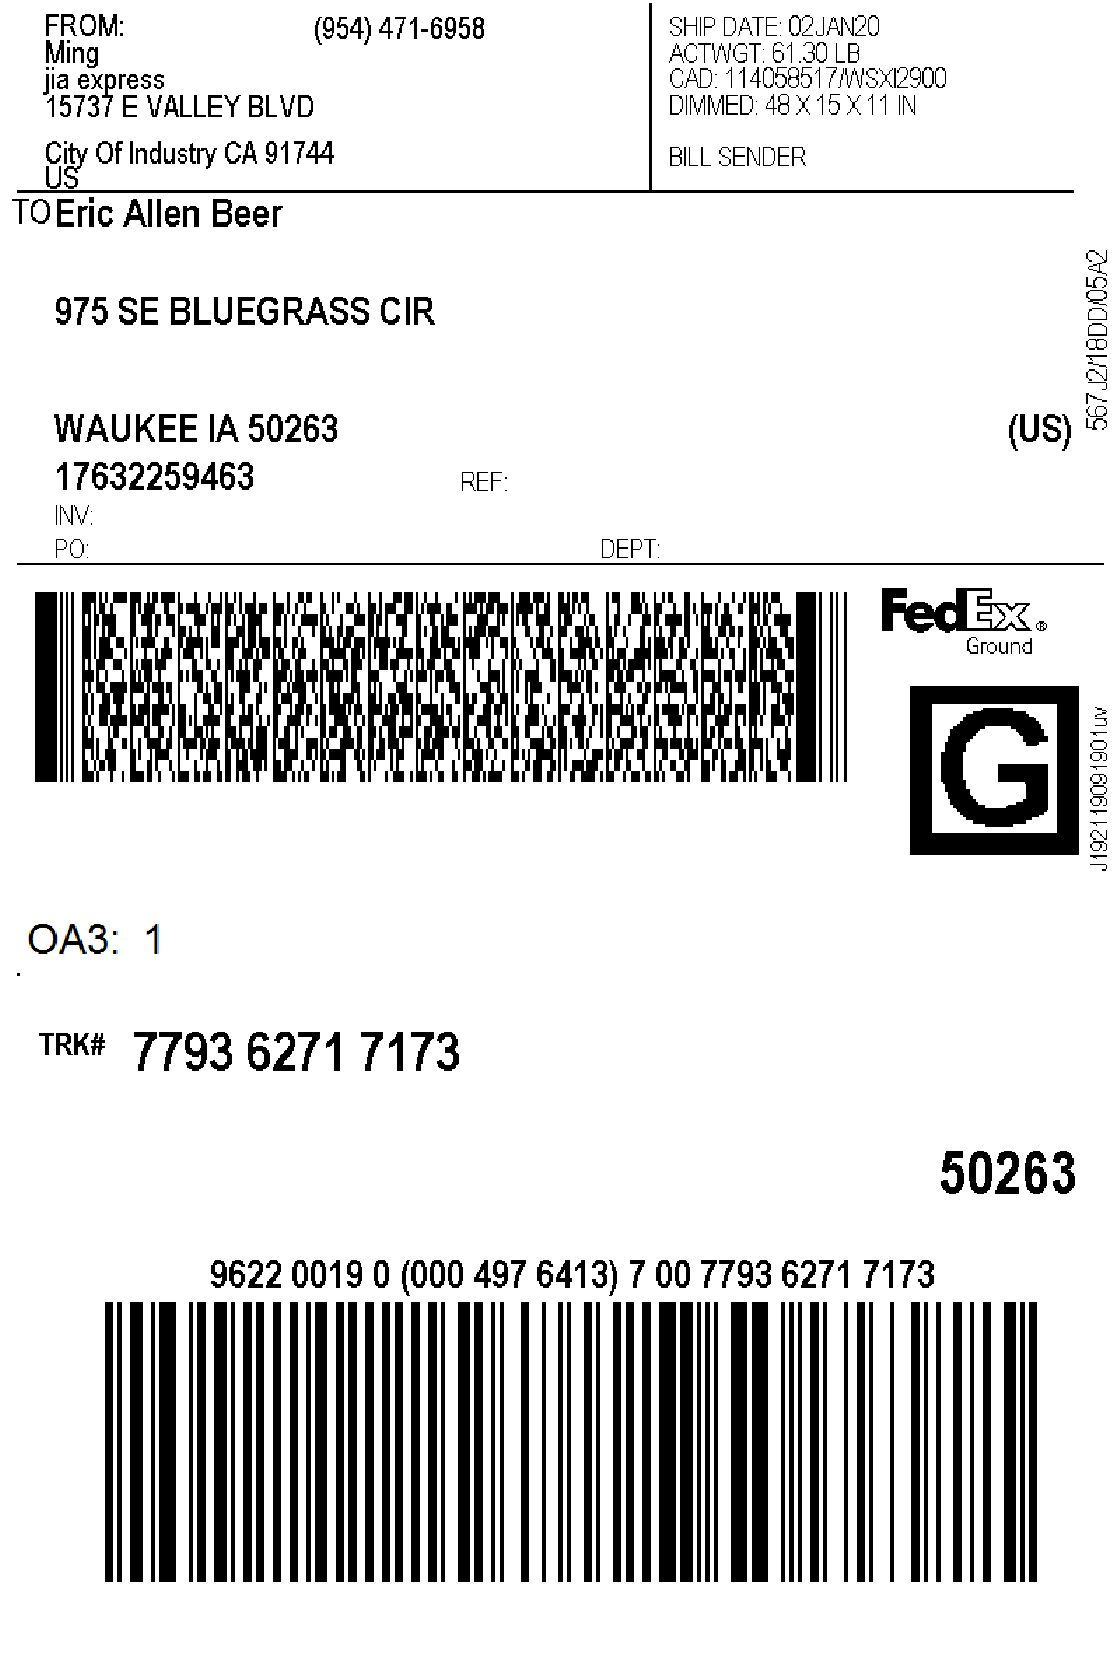 FROM: (954) 471-6958
Ming
jia express
15737 E VALLEY BLVD
City Of Industry CA 91744
US
SHIP DATE: 02JAN20
ACTWGT: 61.30 LB
CAD: 114058517/WSXI2900
DIMMED: 48 X 15 X 11 IN
BILL SENDER
TO Eric Allen Beer
975 SE BLUEGRASS CIR
WAUKEE IA 50263 (US)
17632259463 REF:
INV:
PO: DEPT:
567J2/18DD/05A2
FedEx®
Ground
G
J192119091901uv
OA3: 1
.
TRK# 7793 6271 7173
50263
9622 0019 0 (000 497 6413) 7 00 7793 6271 7173